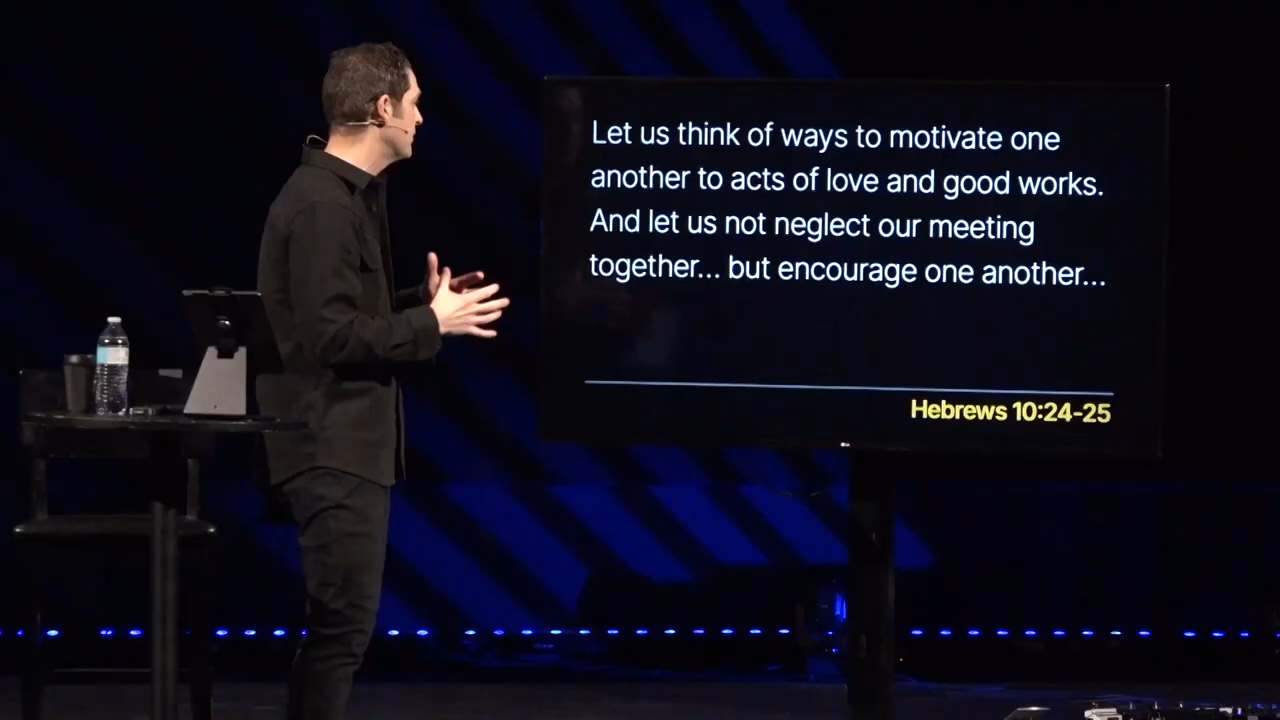 Let us think of ways to motivate one
another to acts of love and good works.
And let us not neglect our meeting
together... but encourage one another...
Hebrews 10:24-25